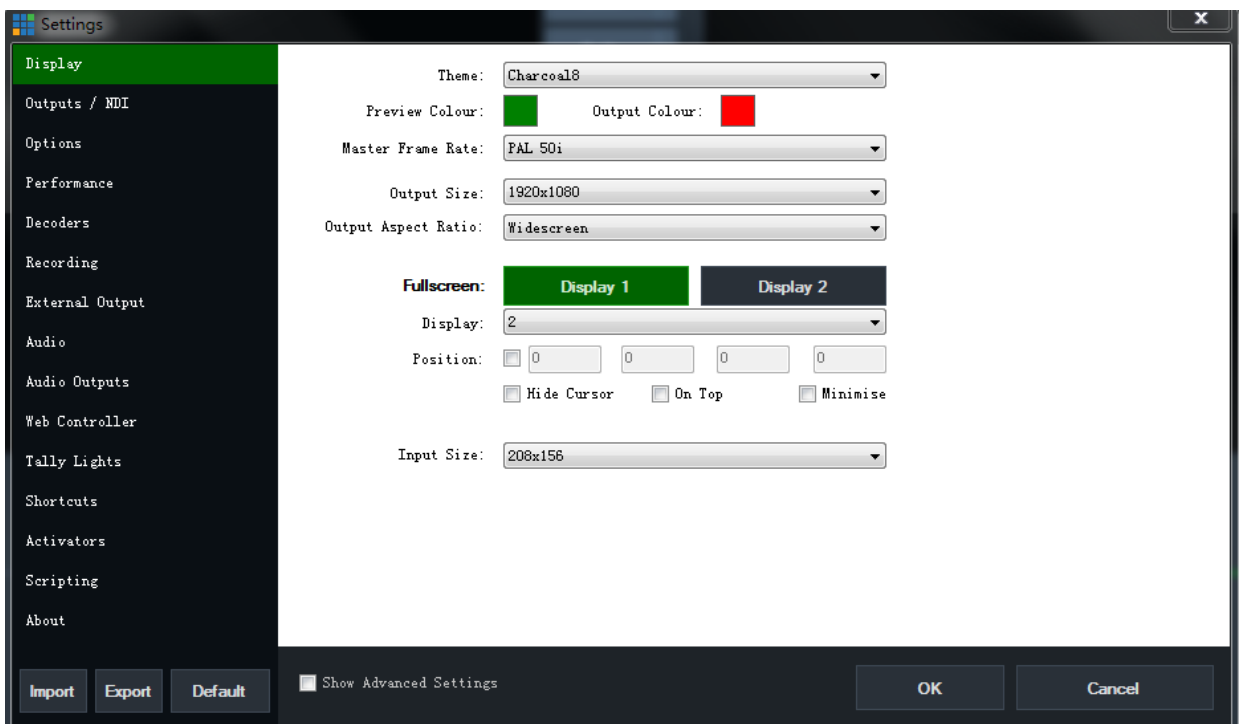 Settings
x
Display
Outputs / NDI
Options
Performance
Decoders
Recording
External Output
Audio
Audio Outputs
Web Controller
Tally Lights
Shortcuts
Activators
Scripting
About
Import Export Default
Theme: Charcoal8
Preview Colour: Output Colour:
Master Frame Rate: PAL 50i
Output Size: 1920x1080
Output Aspect Ratio: Widescreen
Fullscreen: Display 1 Display 2
Display: 2
Position: 0 0 0 0
Hide Cursor On Top Minimise
Input Size: 208x156
Show Advanced Settings
OK Cancel